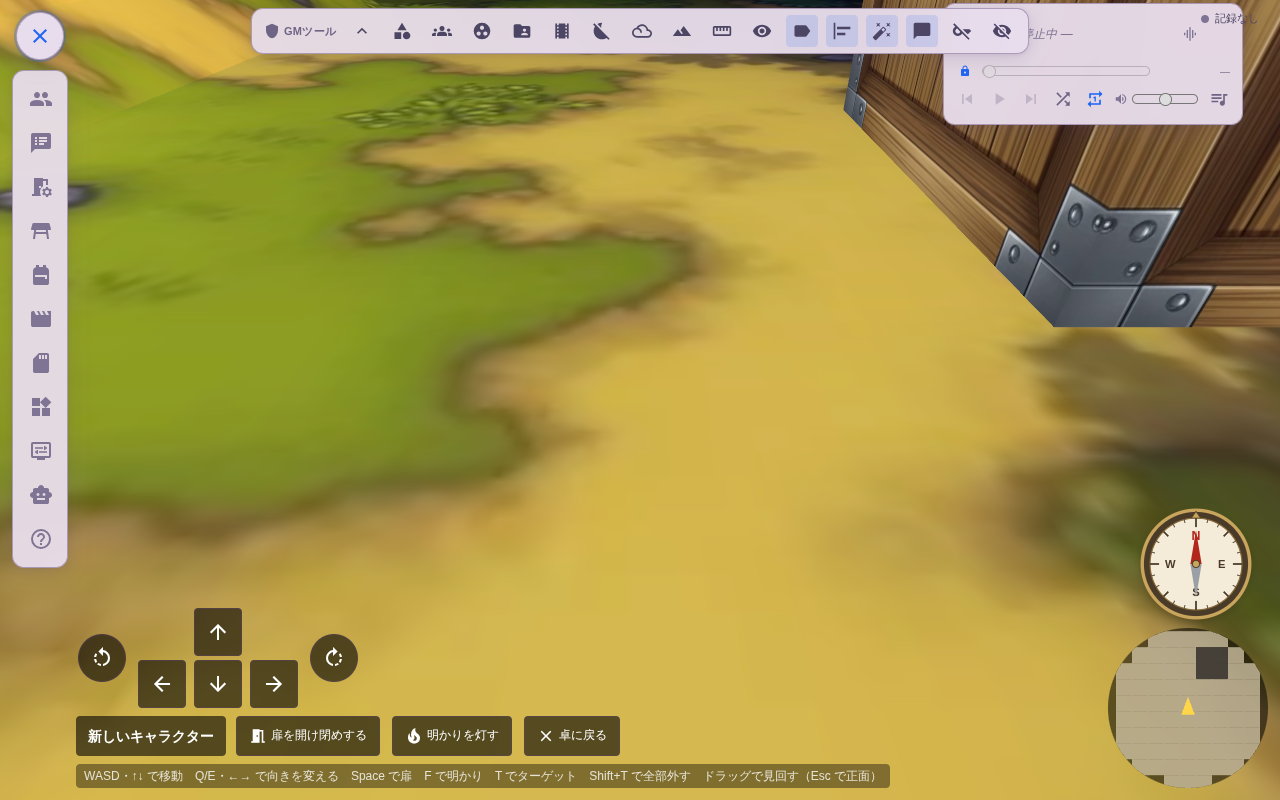 GMツール
記録なし
停止中 —
—
N
W
E
S
新しいキャラクター
扉を開け閉めする
明かりを灯す
卓に戻る
WASD・↑↓ で移動 Q/E・←→ で向きを変える Space で扉 F で明かり T でターゲット Shift+T で全部外す ドラッグで見回す（Esc で正面）